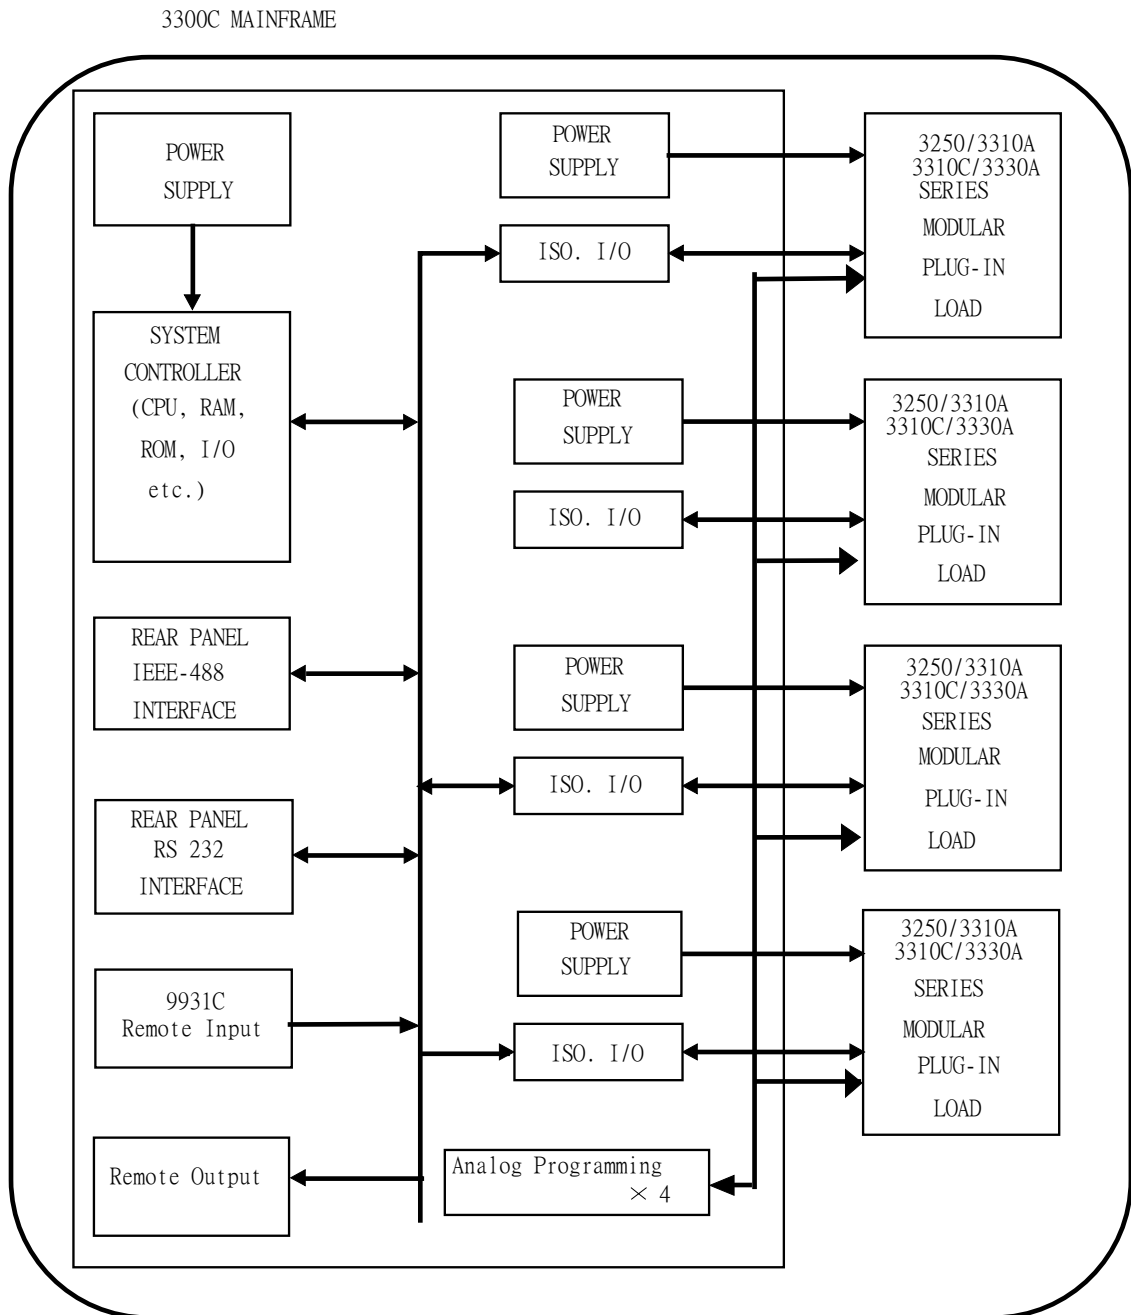 3300C MAINFRAME
POWER
SUPPLY
SYSTEM
CONTROLLER
(CPU, RAM,
ROM, I/O
etc.)
REAR PANEL
IEEE-488
INTERFACE
REAR PANEL
RS 232
INTERFACE
9931C
Remote Input
Remote Output
POWER
SUPPLY
ISO. I/O
POWER
SUPPLY
ISO. I/O
POWER
SUPPLY
ISO. I/O
POWER
SUPPLY
ISO. I/O
Analog Programming
× 4
3250/3310A
3310C/3330A
SERIES
MODULAR
PLUG-IN
LOAD
3250/3310A
3310C/3330A
SERIES
MODULAR
PLUG-IN
LOAD
3250/3310A
3310C/3330A
SERIES
MODULAR
PLUG-IN
LOAD
3250/3310A
3310C/3330A
SERIES
MODULAR
PLUG-IN
LOAD